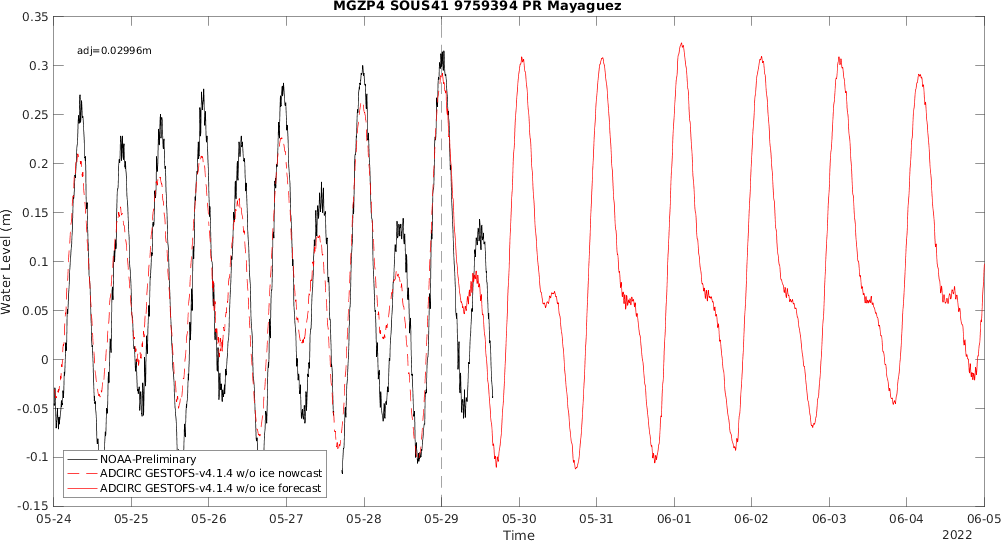 MGZP4 SOUS41 9759394 PR Mayaguez
adj=0.02996m
0.35
0.3
0.25
0.2
0.15
0.1
0.05
0
-0.05
-0.1
-0.15
Water Level (m)
NOAA-Preliminary
ADCIRC GESTOFS-v4.1.4 w/o ice nowcast
ADCIRC GESTOFS-v4.1.4 w/o ice forecast
05-24 05-25 05-26 05-27 05-28 05-29 05-30 05-31 06-01 06-02 06-03 06-04 06-05
Time
2022